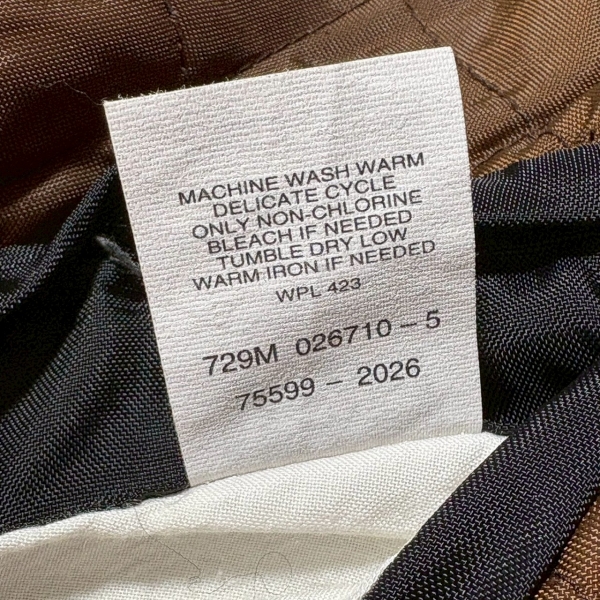 MACHINE WASH WARM
DELICATE CYCLE
ONLY NON-CHLORINE
BLEACH IF NEEDED
TUMBLE DRY LOW
WARM IRON IF NEEDED
WPL 423
729M 026710 – 5
75599 – 2026